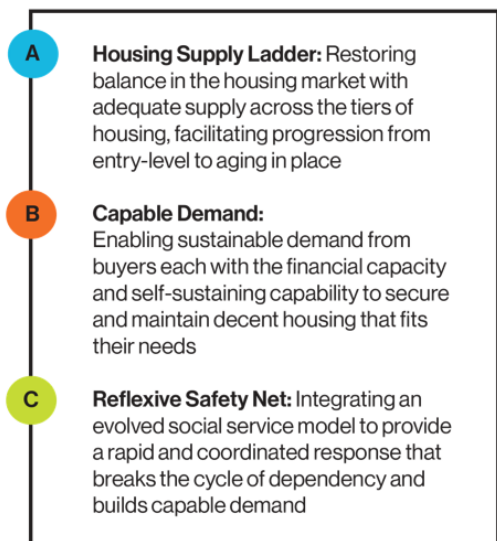 A
Housing Supply Ladder: Restoring
balance in the housing market with
adequate supply across the tiers of
housing, facilitating progression from
entry-level to aging in place
B
Capable Demand:
Enabling sustainable demand from
buyers each with the financial capacity
and self-sustaining capability to secure
and maintain decent housing that fits
their needs
C
Reflexive Safety Net: Integrating an
evolved social service model to provide
a rapid and coordinated response that
breaks the cycle of dependency and
builds capable demand